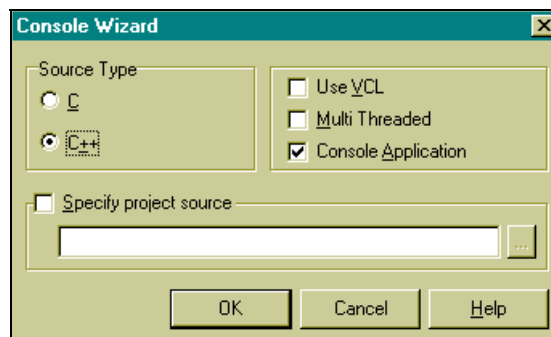 Console Wizard
Source Type
C
C++
Use VCL
Multi Threaded
Console Application
Specify project source
...
OK
Cancel
Help